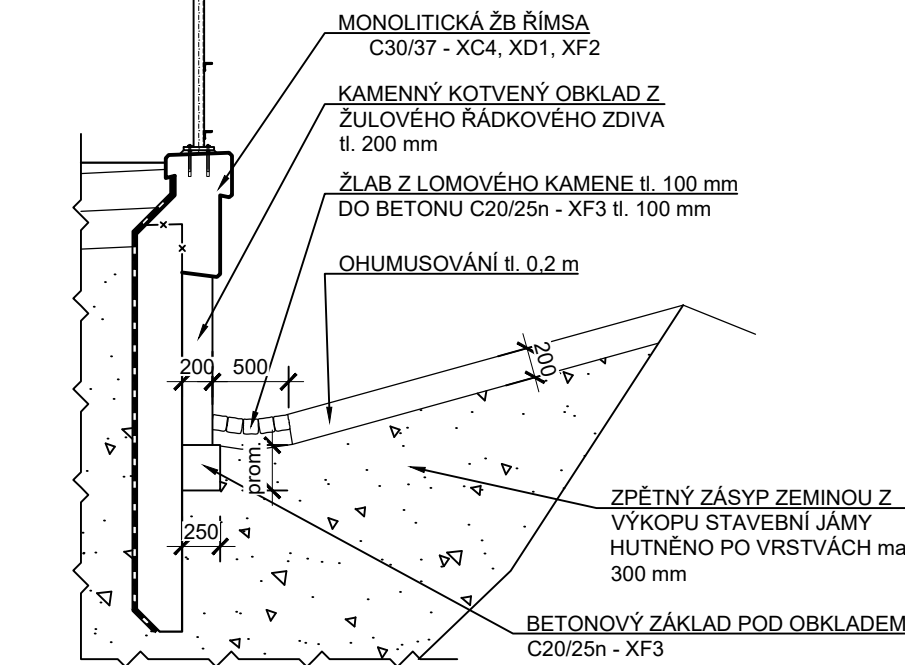 MONOLITICKÁ ŽB ŘÍMSA
C30/37 - XC4, XD1, XF2
KAMENNÝ KOTVENÝ OBKLAD Z
ŽULOVÉHO ŘÁDKOVÉHO ZDIVA
tl. 200 mm
ŽLAB Z LOMOVÉHO KAMENE tl. 100 mm
DO BETONU C20/25n - XF3 tl. 100 mm
OHUMUSOVÁNÍ tl. 0,2 m
200
200 500
prom.
250
ZPĚTNÝ ZÁSYP ZEMINOU Z
VÝKOPU STAVEBNÍ JÁMY
HUTNĚNO PO VRSTVÁCH ma
300 mm
BETONOVÝ ZÁKLAD POD OBKLADEM
C20/25n - XF3